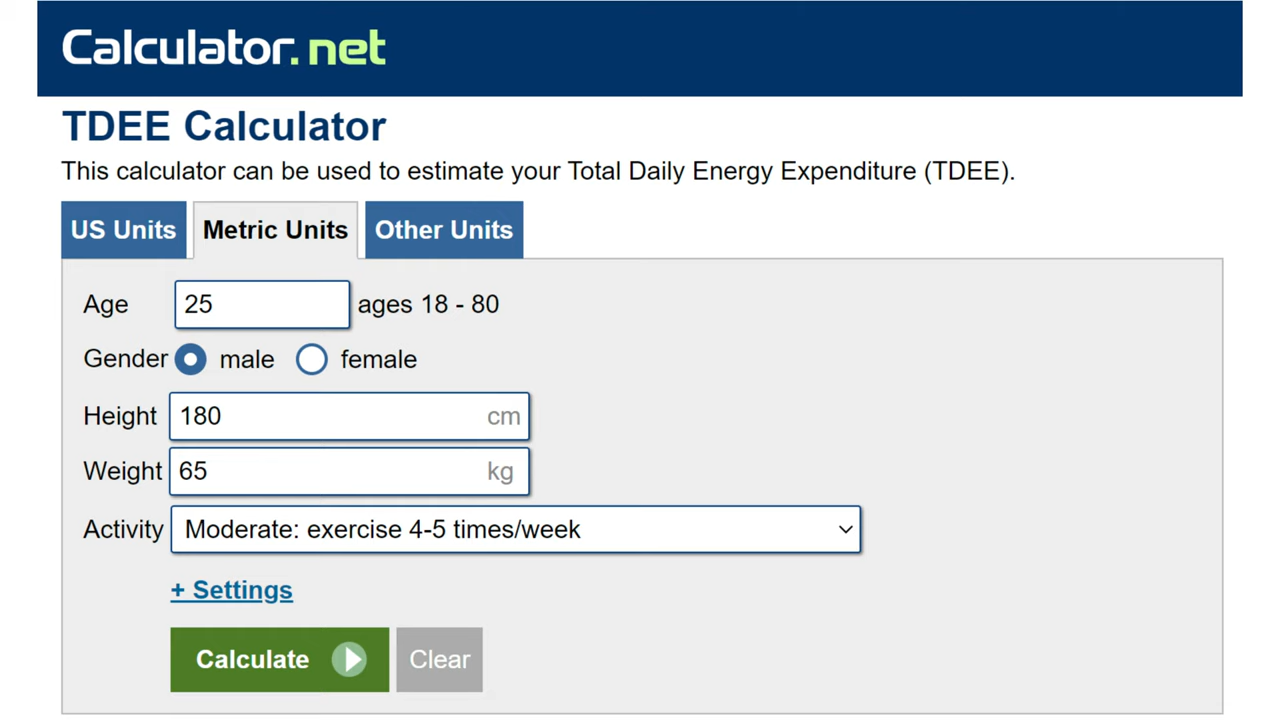 Calculator.net
TDEE Calculator
This calculator can be used to estimate your Total Daily Energy Expenditure (TDEE).
US Units Metric Units Other Units
Age 25 ages 18 - 80
Gender male female
Height 180 cm
Weight 65 kg
Activity Moderate: exercise 4-5 times/week
+ Settings
Calculate Clear